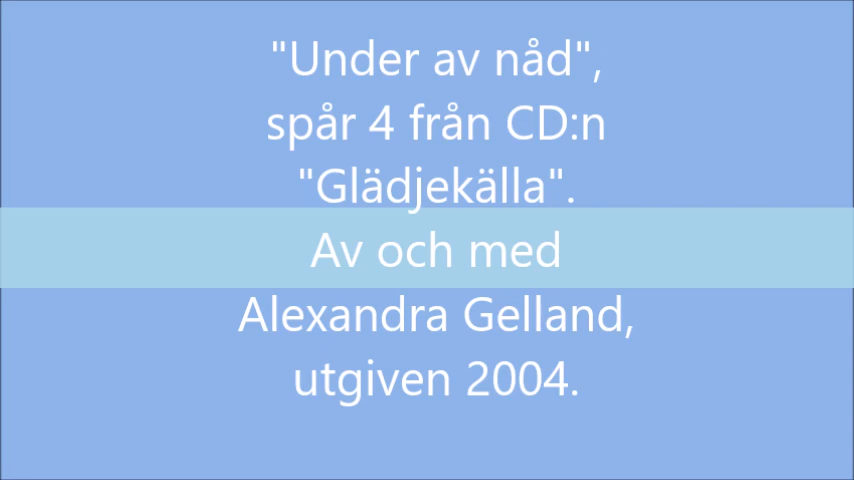 "Under av nåd",
spår 4 från CD:n
"Glädjekälla".
Av och med
Alexandra Gelland,
utgiven 2004.